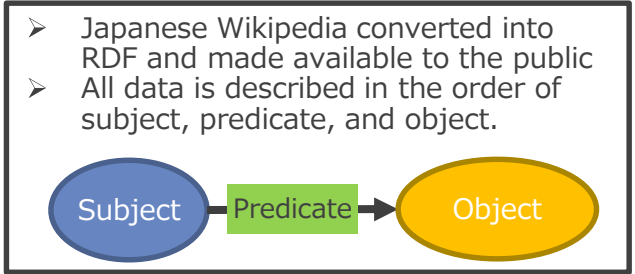 ➢ Japanese Wikipedia converted into
RDF and made available to the public
➢ All data is described in the order of
subject, predicate, and object.
Subject Predicate Object